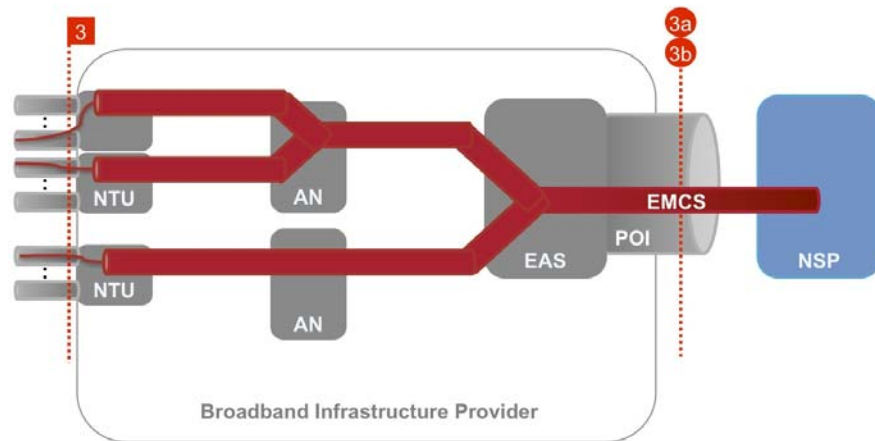 3
3a
3b
NTU
AN
EMCS
POI
EAS
NSP
NTU
AN
Broadband Infrastructure Provider